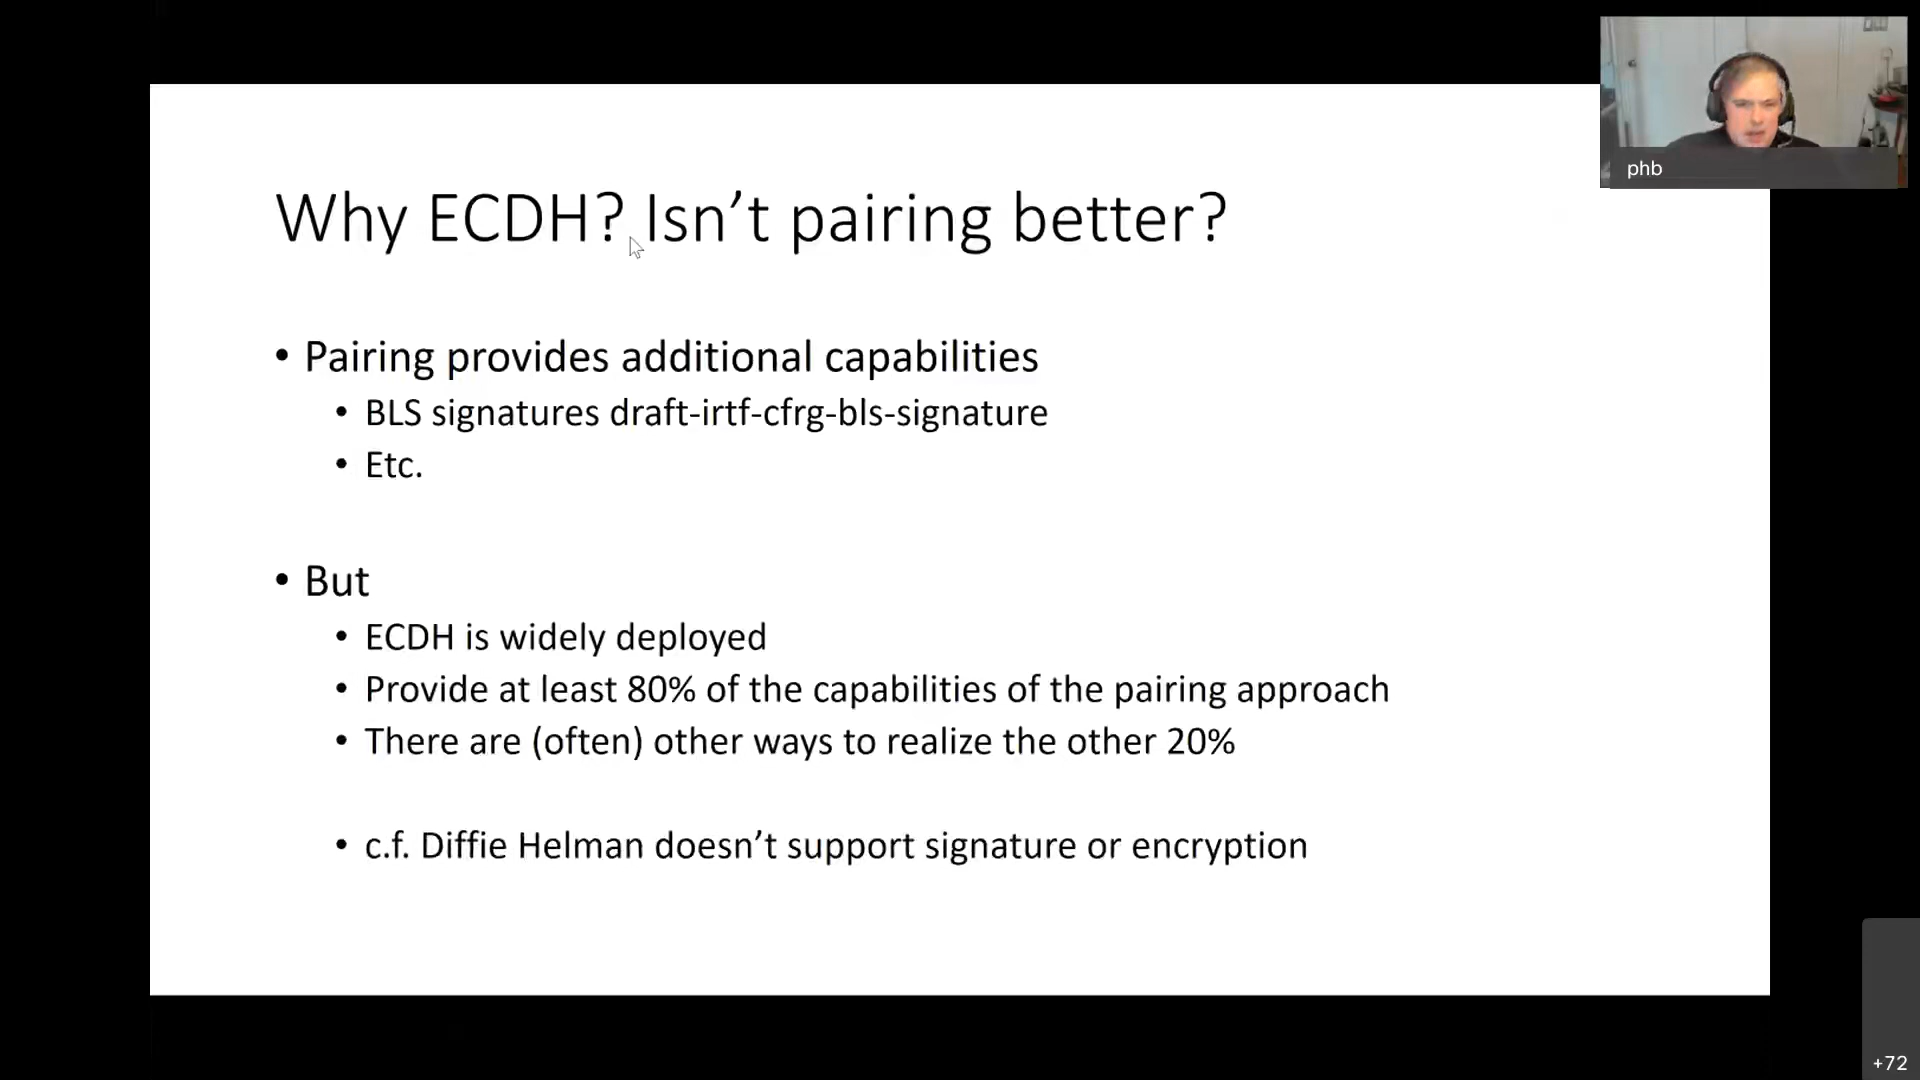 phb
Why ECDH? Isn’t pairing better?
• Pairing provides additional capabilities
• BLS signatures draft-irtf-cfrg-bls-signature
• Etc.
• But
• ECDH is widely deployed
• Provide at least 80% of the capabilities of the pairing approach
• There are (often) other ways to realize the other 20%
• c.f. Diffie Helman doesn’t support signature or encryption
+72